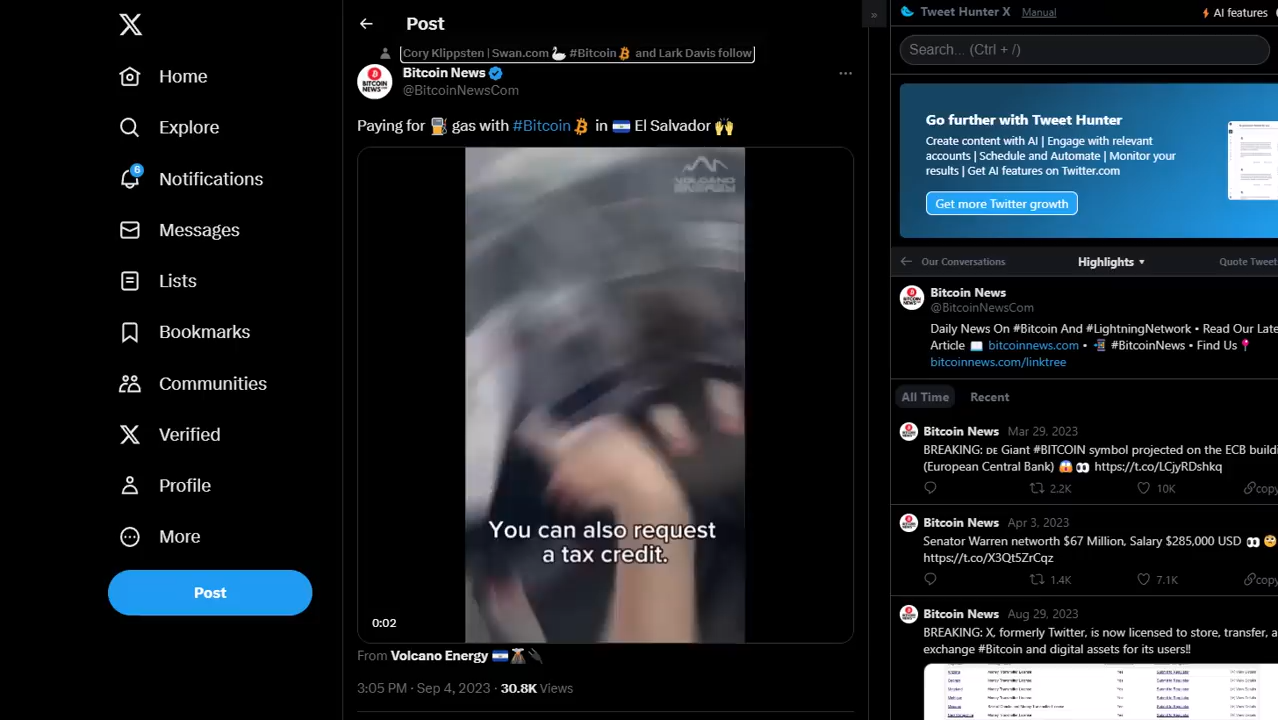 Home
Explore
6
Notifications
Messages
Lists
Bookmarks
Communities
Verified
Profile
More
Post
Post
Cory Klippsten | Swan.com 🦢 #Bitcoin and Lark Davis follow
Bitcoin News
@BitcoinNewsCom
Paying for ⛽ gas with #Bitcoin in 🇸🇻 El Salvador 🙌
VOLCANO
ENERGY
You can also request
a tax credit.
0:02
From Volcano Energy 🇸🇻🌋🔌
3:05 PM · Sep 4, 2023 · 30.8K Views
»
Tweet Hunter X Manual
AI features
Search... (Ctrl + /)
Go further with Tweet Hunter
Create content with AI | Engage with relevant
accounts | Schedule and Automate | Monitor your
results | Get AI features on Twitter.com
Get more Twitter growth
Our Conversations Highlights ▾ Quote Tweet
Bitcoin News
@BitcoinNewsCom
Daily News On #Bitcoin And #LightningNetwork • Read Our Late
Article 📖 bitcoinnews.com • 📲 #BitcoinNews • Find Us📍
bitcoinnews.com/linktree
All Time Recent
Bitcoin News Mar 29, 2023
BREAKING: DE Giant #BITCOIN symbol projected on the ECB buildi
(European Central Bank) 😱 👀 https://t.co/LCjyRDshkq
2.2K 10K copy
Bitcoin News Apr 3, 2023
Senator Warren networth $67 Million, Salary $285,000 USD 👀
https://t.co/X3Qt5ZrCqz
1.4K 7.1K copy
Bitcoin News Aug 29, 2023
BREAKING: X, formerly Twitter, is now licensed to store, transfer, a
exchange #Bitcoin and digital assets for its users!!